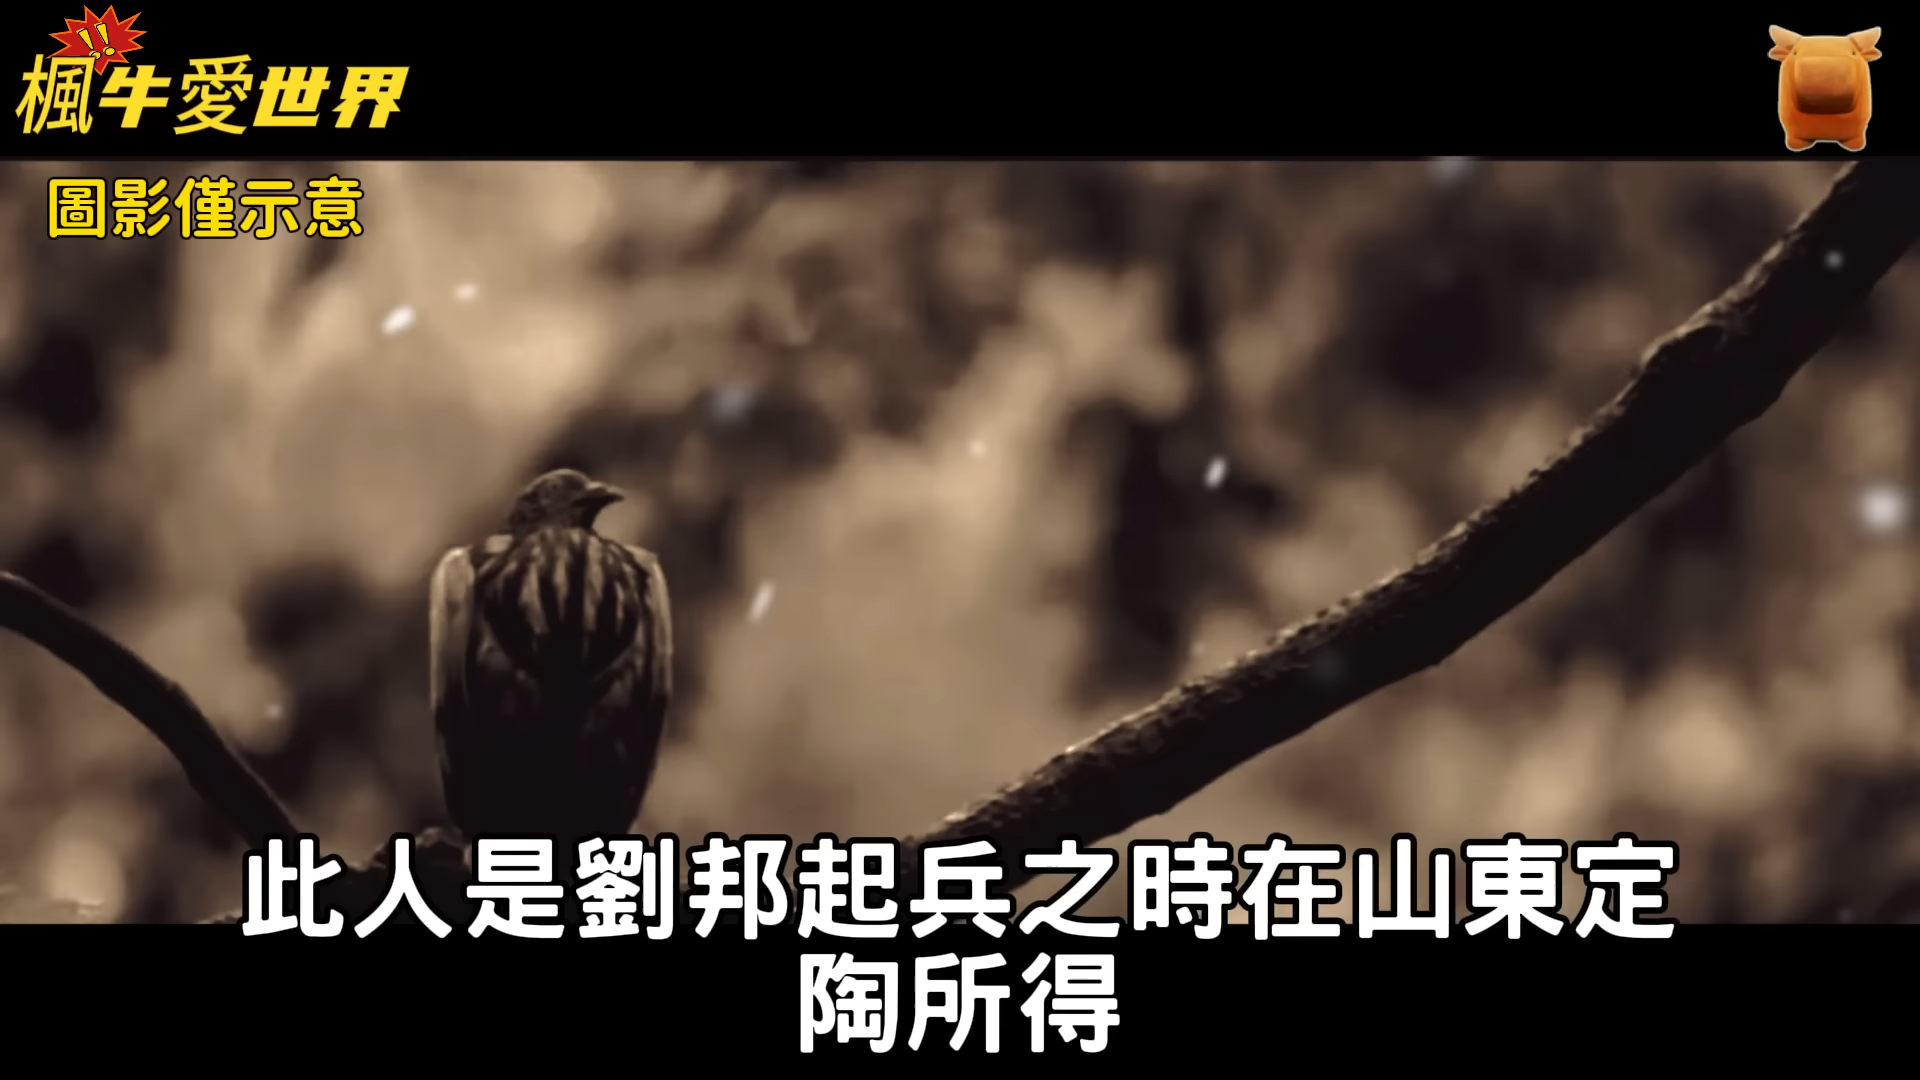 楓牛愛世界
圖影僅示意
此人是劉邦起兵之時在山東定
陶所得